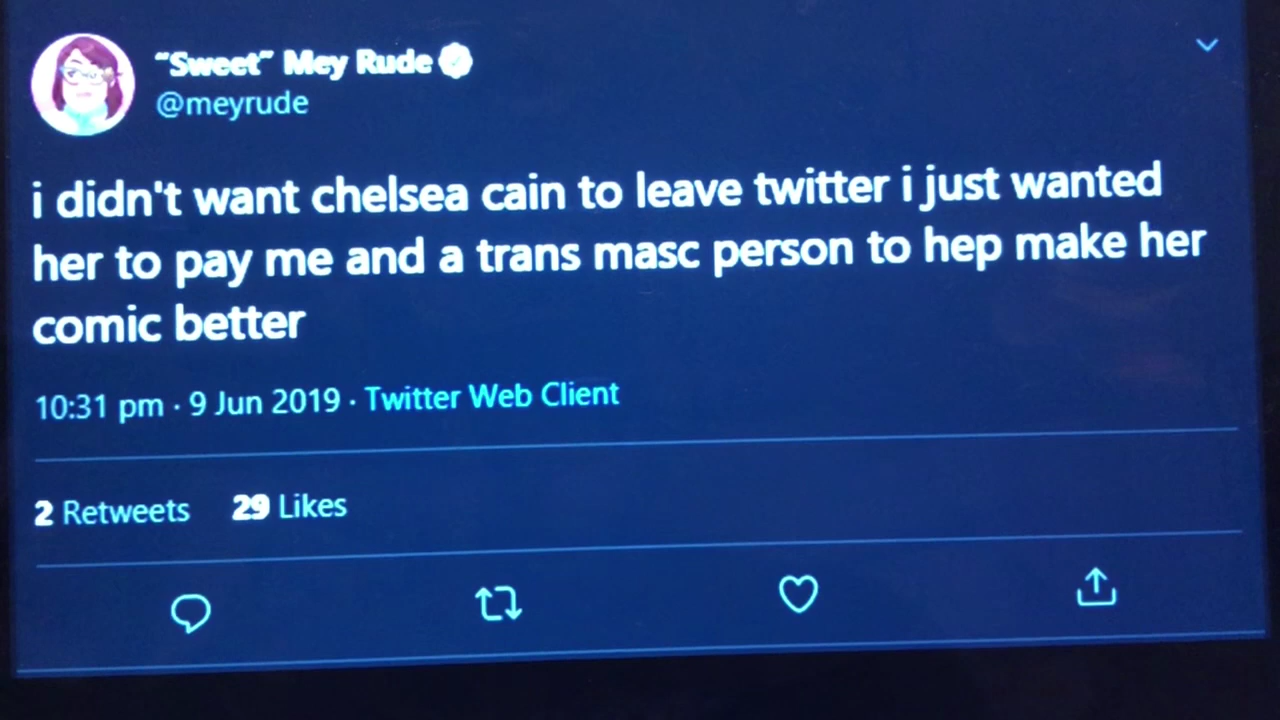 “Sweet” Mey Rude
@meyrude
i didn't want chelsea cain to leave twitter i just wanted
her to pay me and a trans masc person to hep make her
comic better
10:31 pm · 9 Jun 2019 · Twitter Web Client
2 Retweets 29 Likes